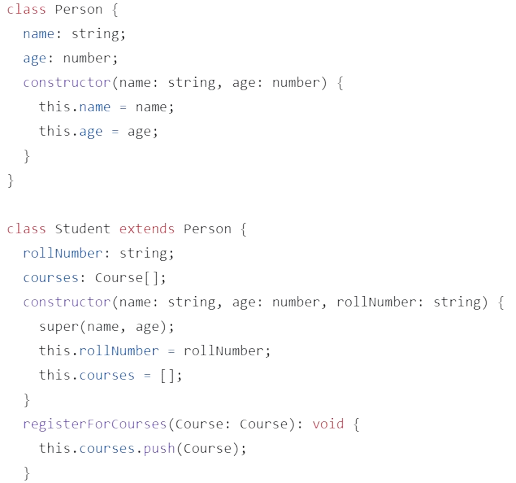 class Person {
  name: string;
  age: number;
  constructor(name: string, age: number) {
    this.name = name;
    this.age = age;
  }
}

class Student extends Person {
  rollNumber: string;
  courses: Course[];
  constructor(name: string, age: number, rollNumber: string) {
    super(name, age);
    this.rollNumber = rollNumber;
    this.courses = [];
  }
  registerForCourses(Course: Course): void {
    this.courses.push(Course);
  }